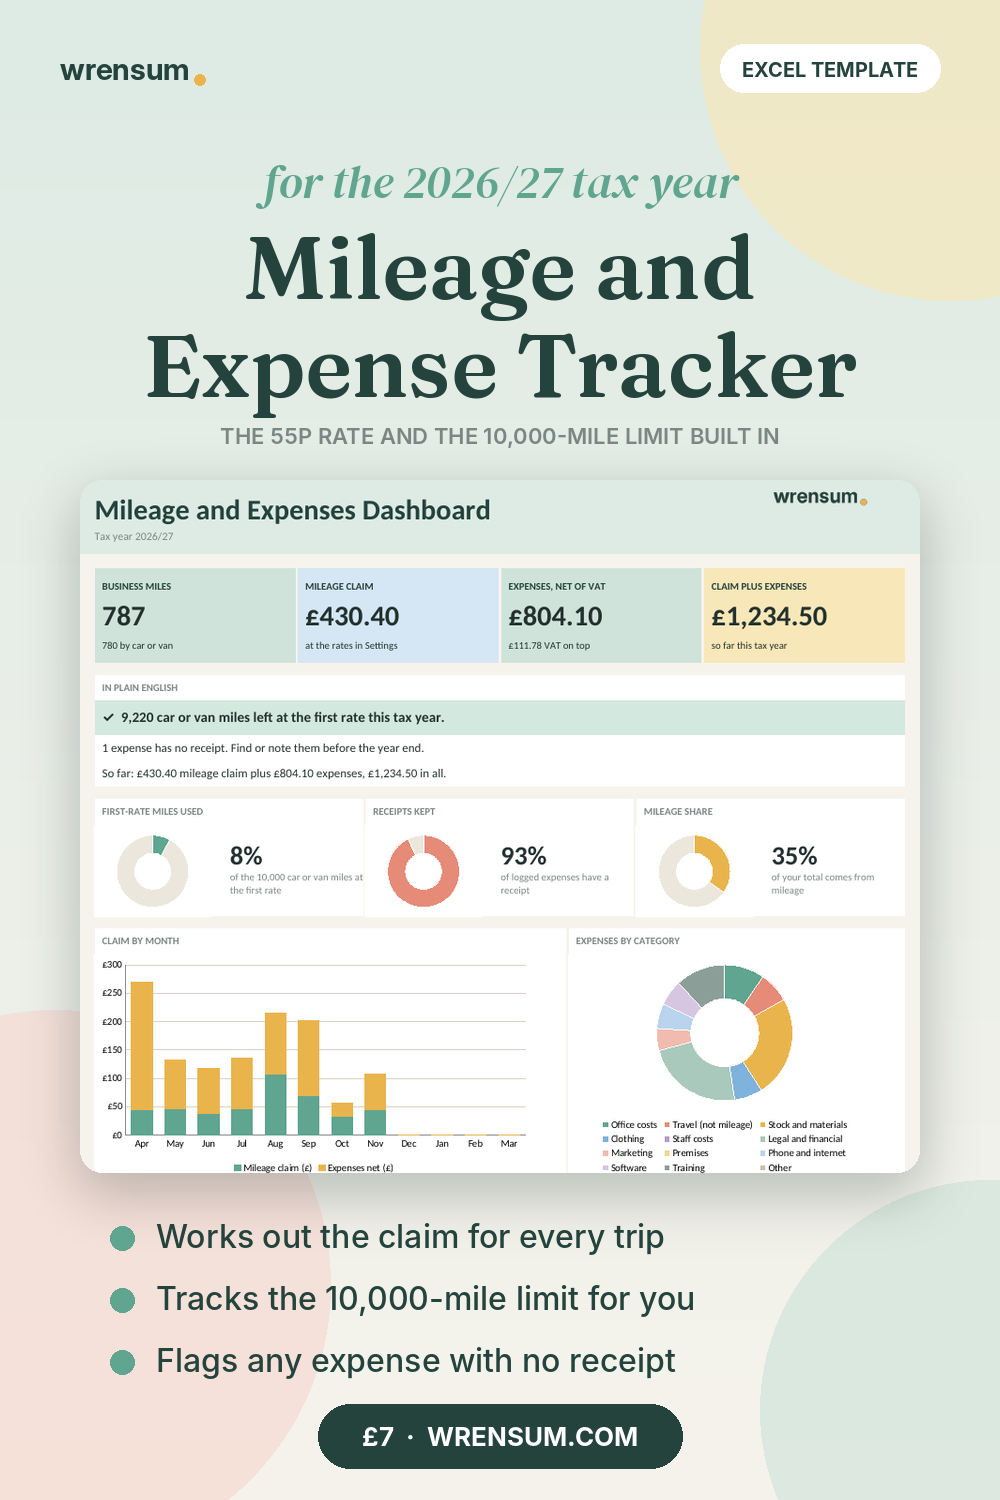 wrensum
EXCEL TEMPLATE
for the 2026/27 tax year
Mileage and
Expense Tracker
THE 55P RATE AND THE 10,000-MILE LIMIT BUILT IN
Mileage and Expenses Dashboard
wrensum
Tax year 2026/27
BUSINESS MILES
787
780 by car or van
MILEAGE CLAIM
£430.40
at the rates in Settings
EXPENSES, NET OF VAT
£804.10
£111.78 VAT on top
CLAIM PLUS EXPENSES
£1,234.50
so far this tax year
IN PLAIN ENGLISH
✓ 9,220 car or van miles left at the first rate this tax year.
1 expense has no receipt. Find or note them before the year end.
So far: £430.40 mileage claim plus £804.10 expenses, £1,234.50 in all.
FIRST-RATE MILES USED
8%
of the 10,000 car or van miles at
the first rate
RECEIPTS KEPT
93%
of logged expenses have a
receipt
MILEAGE SHARE
35%
of your total comes from
mileage
CLAIM BY MONTH
£300
£250
£200
£150
£100
£50
£0
Apr May Jun Jul Aug Sep Oct Nov Dec Jan Feb Mar
Mileage claim (£) Expenses net (£)
EXPENSES BY CATEGORY
Office costs Travel (not mileage) Stock and materials
Clothing Staff costs Legal and financial
Marketing Premises Phone and internet
Software Training Other
Works out the claim for every trip
Tracks the 10,000-mile limit for you
Flags any expense with no receipt
£7 · WRENSUM.COM